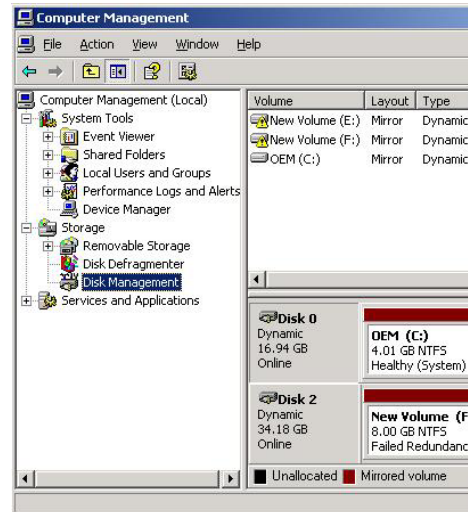 Computer Management
File Action View Window Help
Computer Management (Local)
System Tools
Event Viewer
Shared Folders
Local Users and Groups
Performance Logs and Alerts
Device Manager
Storage
Removable Storage
Disk Defragmenter
Disk Management
Services and Applications
Volume Layout Type
New Volume (E:) Mirror Dynamic
New Volume (F:) Mirror Dynamic
OEM (C:) Mirror Dynamic
Disk 0
Dynamic
16.94 GB
Online
OEM (C:)
4.01 GB NTFS
Healthy (System)
Disk 2
Dynamic
34.18 GB
Online
New Volume (F
8.00 GB NTFS
Failed Redundanc
Unallocated Mirrored volume